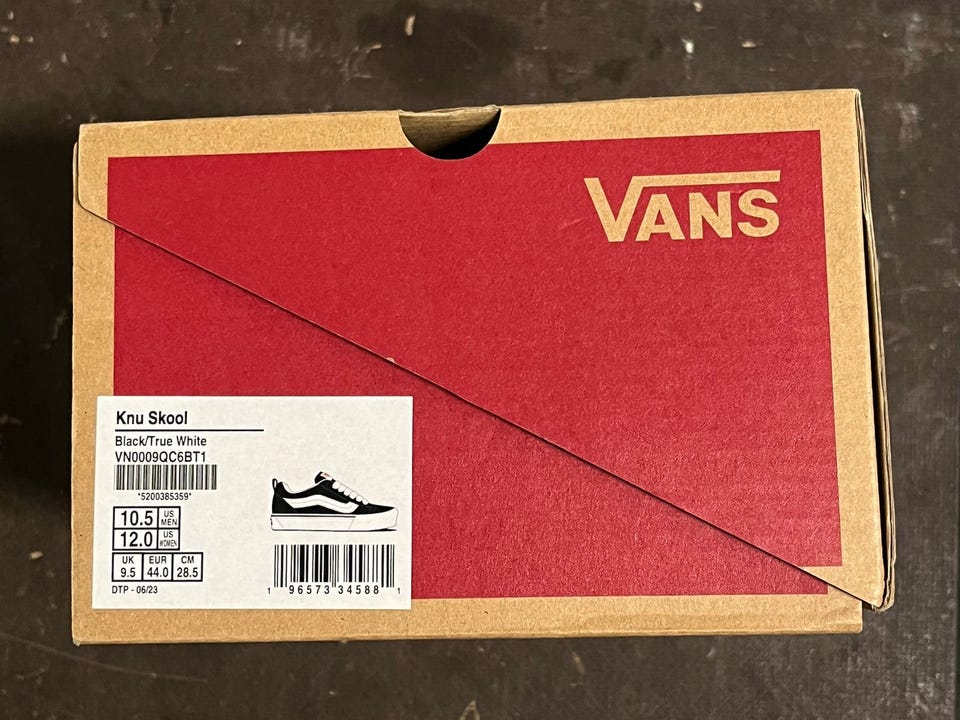 VANS
Knu Skool
Black/True White
VN0009QC6BT1
*5200385359*
10.5 US MEN
12.0 US WOMEN
UK EUR CM
9.5 44.0 28.5
DTP - 06/23
1 96573 34588 1